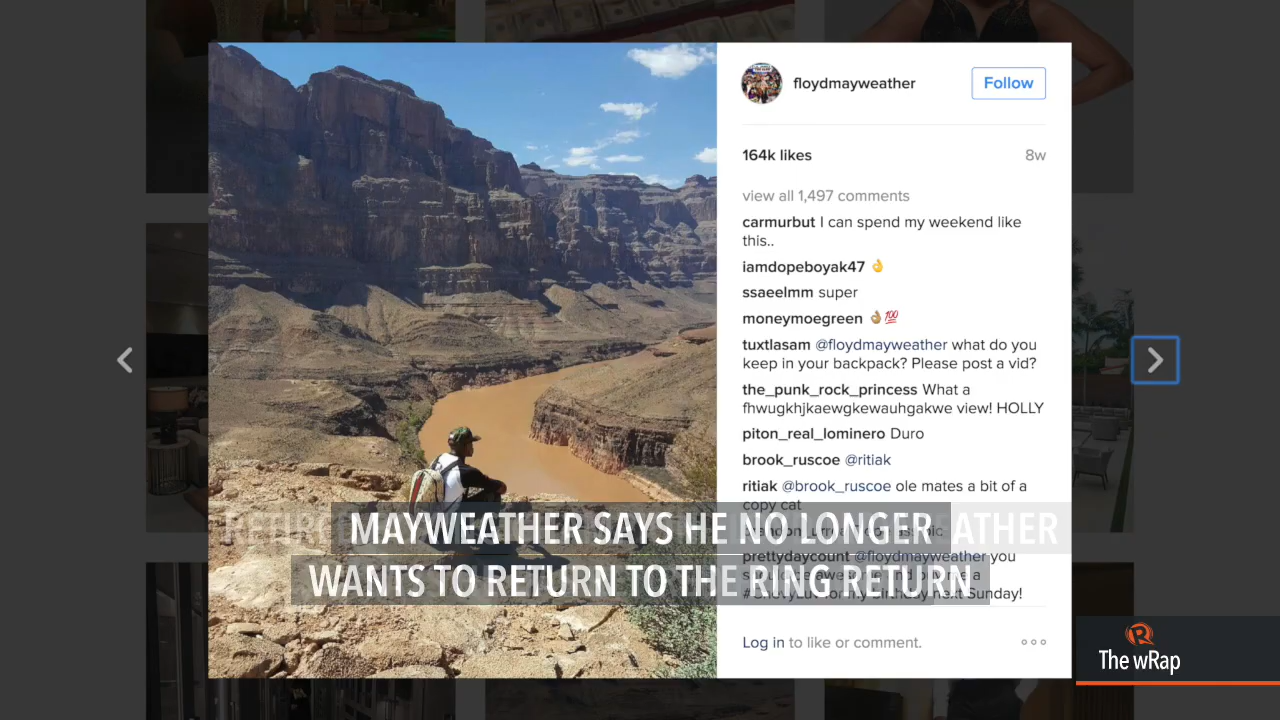 floydmayweather
Follow
164k likes
8w
view all 1,497 comments
carmurbut I can spend my weekend like
this..
iamdopeboyak47 👌
ssaeelmm super
moneymoegreen 👌🏽💯
tuxtlasam @floydmayweather what do you
keep in your backpack? Please post a vid?
the_punk_rock_princess What a
fhwugkhjkaewgkewauhgakwe view! HOLLY
piton_real_lominero Duro
brook_ruscoe @ritiak
ritiak @brook_ruscoe ole mates a bit of a
copy cat
prettydaycount @floydmayweather you
Sunday!
MAYWEATHER SAYS HE NO LONGER
WANTS TO RETURN TO THE RING RETURN
Log in to like or comment.
The wRap